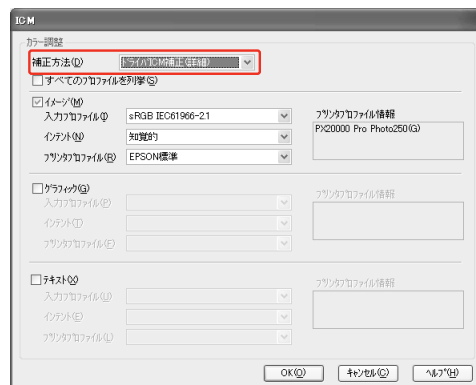 ICM
カラー調整
補正方法(D) ドライバICM補正(詳細)
すべてのプロファイルを列挙(S)
イメージ(M)
入力プロファイル(I) sRGB IEC61966-2.1
インテント(N) 知覚的
プリンタプロファイル(R) EPSON標準
プリンタプロファイル情報
PX20000 Pro Photo250(G)
グラフィック(G)
入力プロファイル(P)
インテント(T)
プリンタプロファイル(F)
プリンタプロファイル情報
テキスト(X)
入力プロファイル(U)
インテント(E)
プリンタプロファイル(L)
プリンタプロファイル情報
OK(O) キャンセル(C) ヘルプ(H)